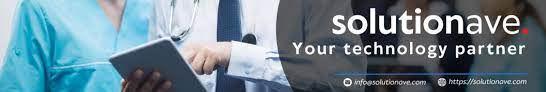 solutionave.
Your technology partner
info@solutionave.com
https://solutionave.com